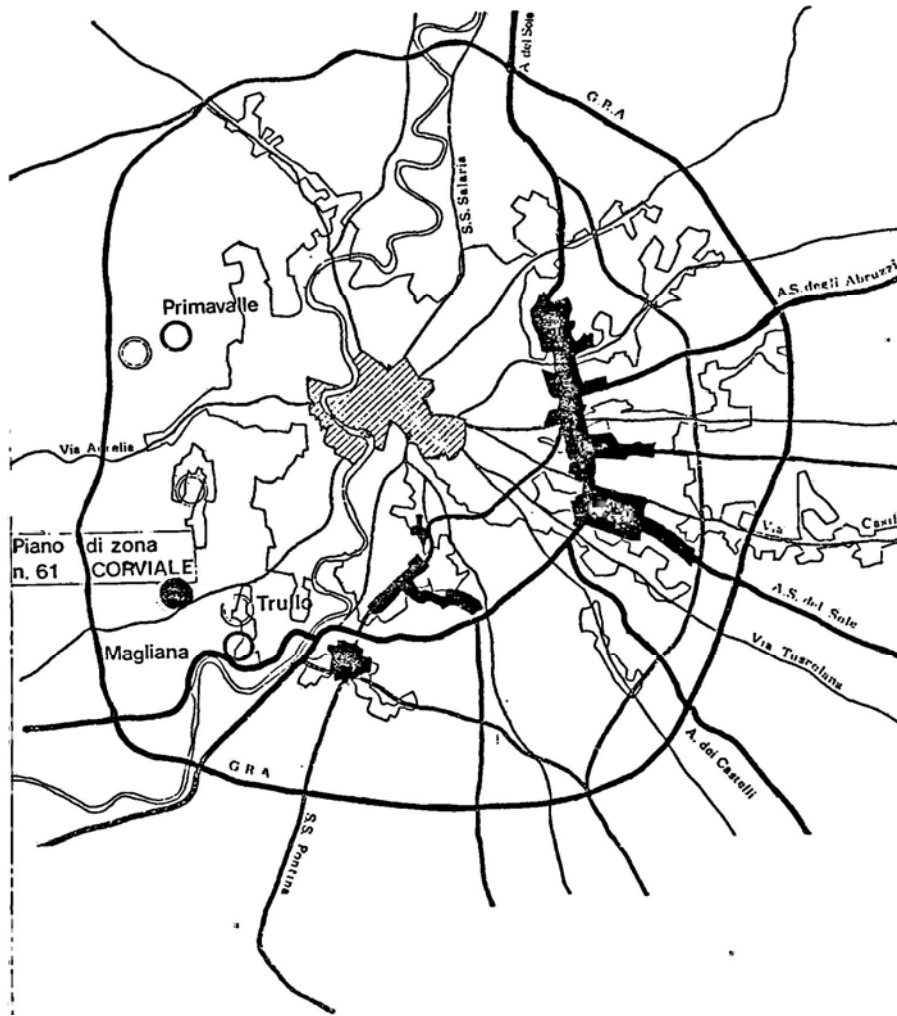 A del Sole
G.R.A
S.S. Salaria
A.S. degli Abruzzi
Primavalle
Via Aurelia
Via Casil
Piano di zona
n. 61 CORVIALE
Trullo
Magliana
A.S. del Sole
Via Tuscolana
A. dei Castelli
G R A
S.S. Pontina